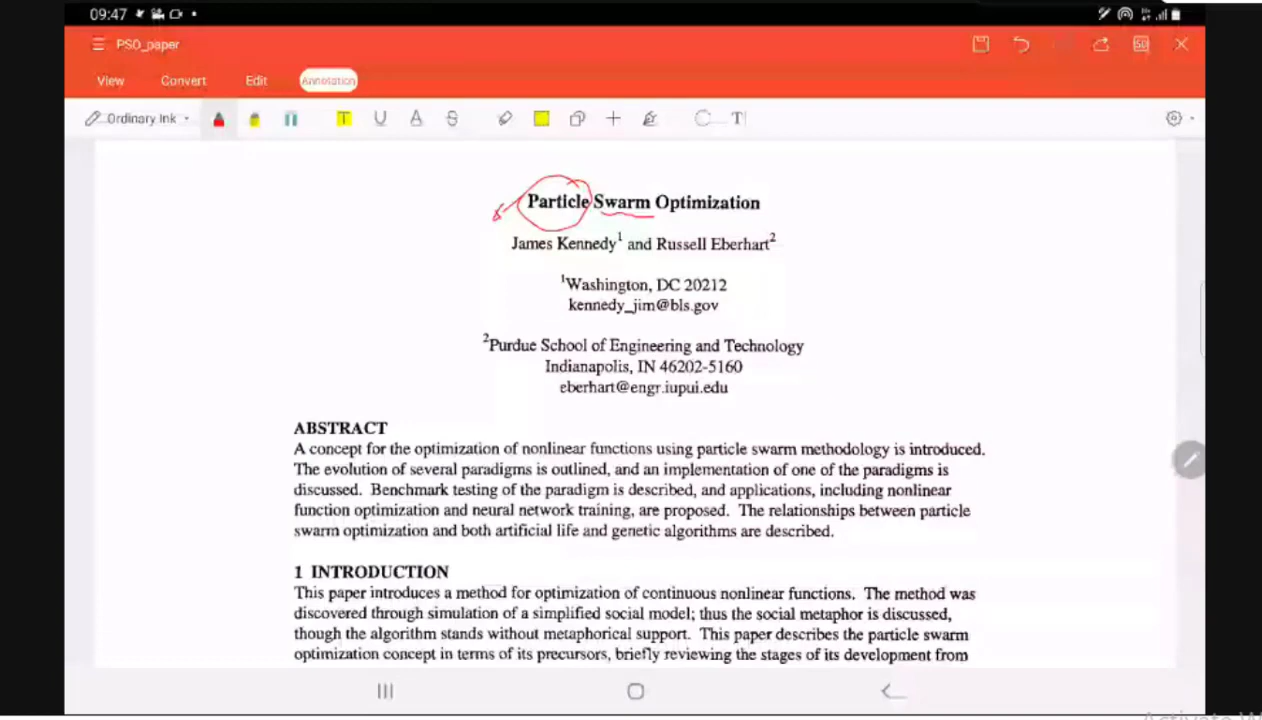 09:47
PSO_paper
View Convert Edit Annotation
Ordinary Ink
Particle Swarm Optimization
James Kennedy¹ and Russell Eberhart²
¹Washington, DC 20212
kennedy_jim@bls.gov
²Purdue School of Engineering and Technology
Indianapolis, IN 46202-5160
eberhart@engr.iupui.edu
ABSTRACT
A concept for the optimization of nonlinear functions using particle swarm methodology is introduced.
The evolution of several paradigms is outlined, and an implementation of one of the paradigms is
discussed. Benchmark testing of the paradigm is described, and applications, including nonlinear
function optimization and neural network training, are proposed. The relationships between particle
swarm optimization and both artificial life and genetic algorithms are described.
1 INTRODUCTION
This paper introduces a method for optimization of continuous nonlinear functions. The method was
discovered through simulation of a simplified social model; thus the social metaphor is discussed,
though the algorithm stands without metaphorical support. This paper describes the particle swarm
optimization concept in terms of its precursors, briefly reviewing the stages of its development from